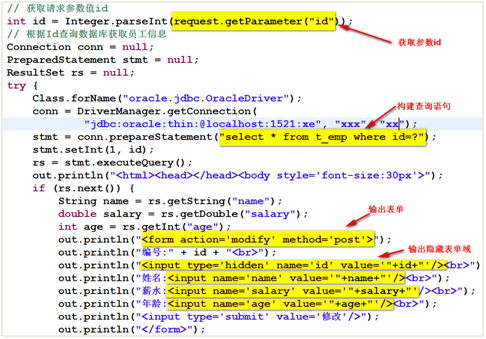 // 获取请求参数值id
int id = Integer.parseInt(request.getParameter("id"));
获取参数id
// 根据Id查询数据库获取员工信息
Connection conn = null;
PreparedStatement stmt = null;
ResultSet rs = null;
try {
Class.forName("oracle.jdbc.OracleDriver");
构建查询语句
conn = DriverManager.getConnection(
"jdbc:oracle:thin:@localhost:1521:xe", "xxx", "xx");
stmt = conn.prepareStatement("select * from t_emp where id=?");
stmt.setInt(1, id);
rs = stmt.executeQuery();
out.println("<html><head></head><body style='font-size:30px'>");
if (rs.next()) {
String name = rs.getString("name");
double salary = rs.getDouble("salary");
输出表单
int age = rs.getInt("age");
out.println("<form action='modify' method='post'>");
输出隐藏表单域
out.println("编号:" + id + "<br>");
out.println("<input type='hidden' name='id' value='"+id+"'/><br>")
out.println("姓名:<input name='name' value='"+name+"'/><br>");
out.println("薪水:<input name='salary' value='"+salary+"'/><br>");
out.println("年龄:<input name='age' value='"+age+"'/><br>");
out.println("<input type='submit' value='修改'/>");
out.println("</form>");